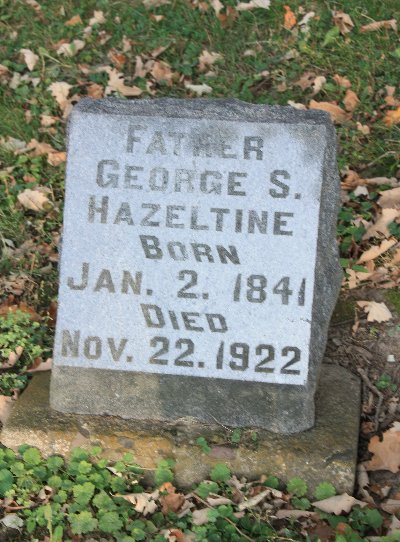 FATHER
GEORGE S.
HAZELTINE
BORN
JAN. 2. 1841
DIED
NOV. 22. 1922